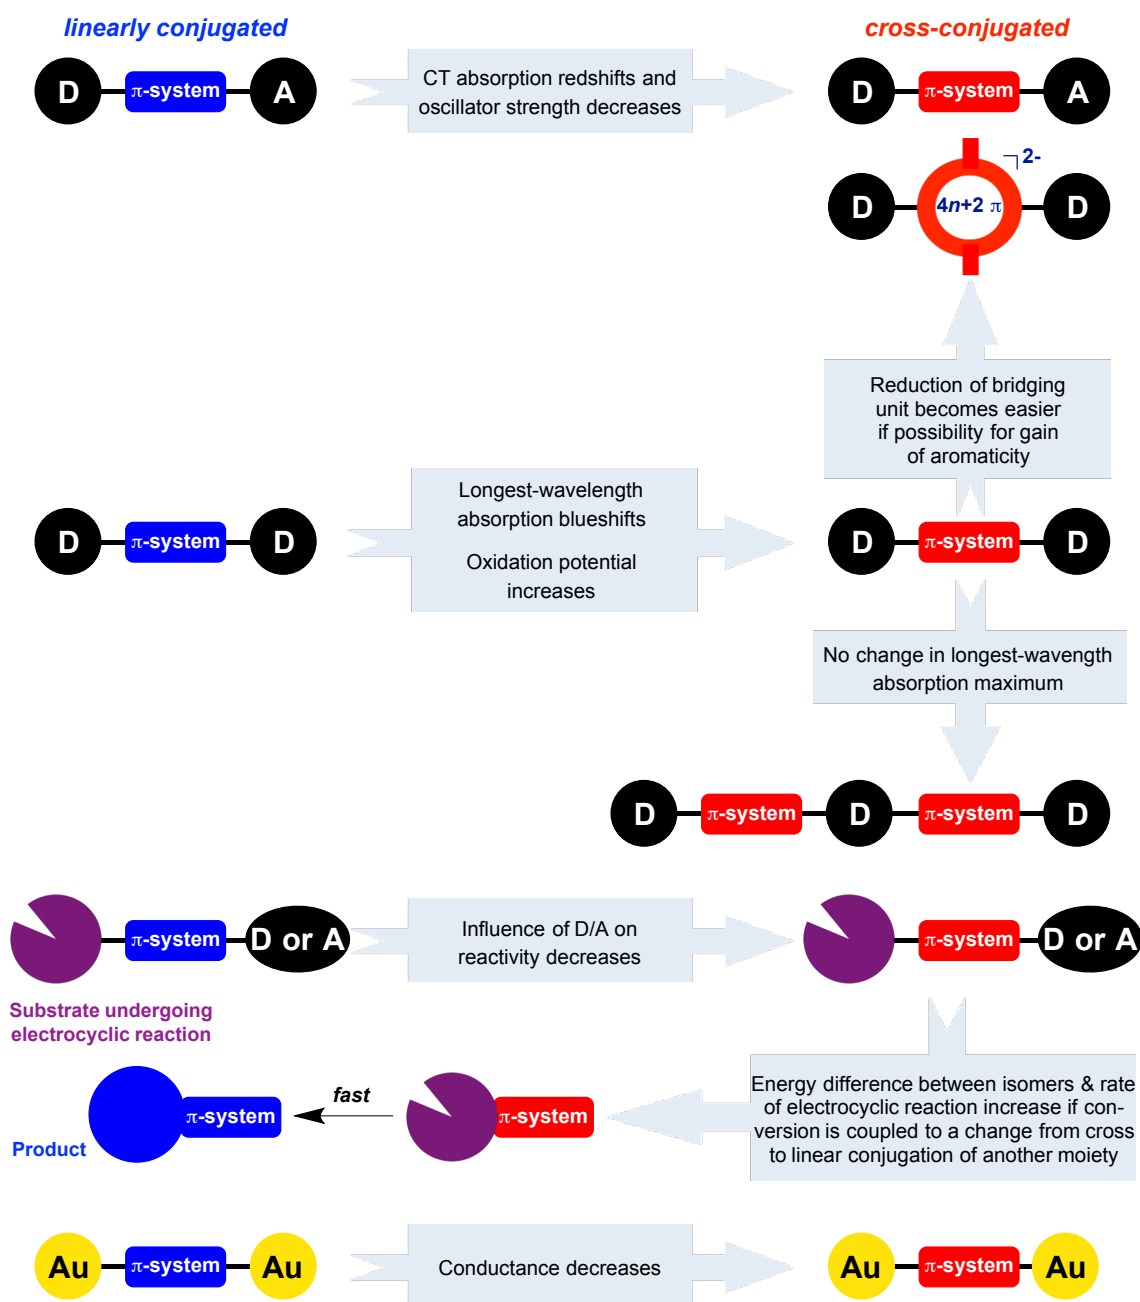 linearly conjugated
cross-conjugated
D
π-system
A
CT absorption redshifts and
oscillator strength decreases
D
π-system
A
2-
D
4n+2 π
D
Reduction of bridging
unit becomes easier
if possibility for gain
of aromaticity
D
π-system
D
Longest-wavelength
absorption blueshifts
Oxidation potential
increases
D
π-system
D
No change in longest-wavength
absorption maximum
D
π-system
D
π-system
D
π-system
D or A
Influence of D/A on
reactivity decreases
π-system
D or A
Substrate undergoing
electrocyclic reaction
π-system
Product
fast
π-system
Energy difference between isomers & rate
of electrocyclic reaction increase if con-
version is coupled to a change from cross
to linear conjugation of another moiety
Au
π-system
Au
Conductance decreases
Au
π-system
Au